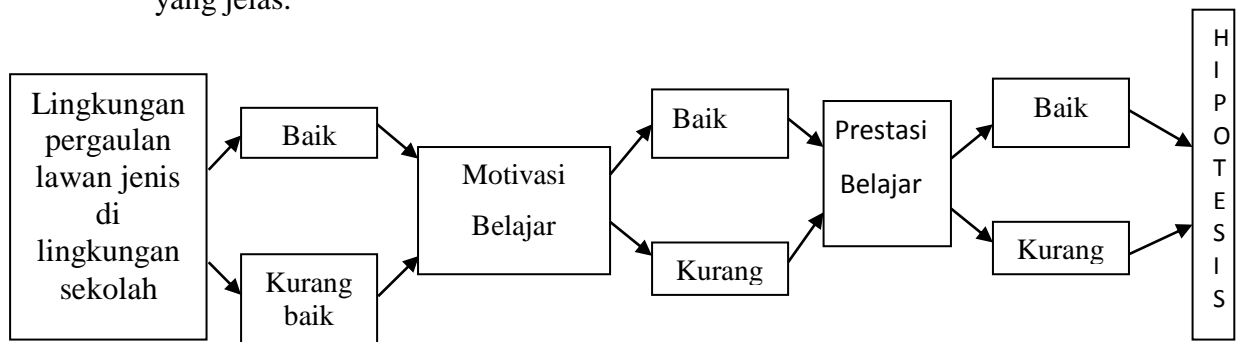 yang jelas.
Lingkungan
pergaulan
lawan jenis
di
lingkungan
sekolah
Baik
Kurang
baik
Motivasi
Belajar
Baik
Kurang
Prestasi
Belajar
Baik
Kurang
H
I
P
O
T
E
S
I
S